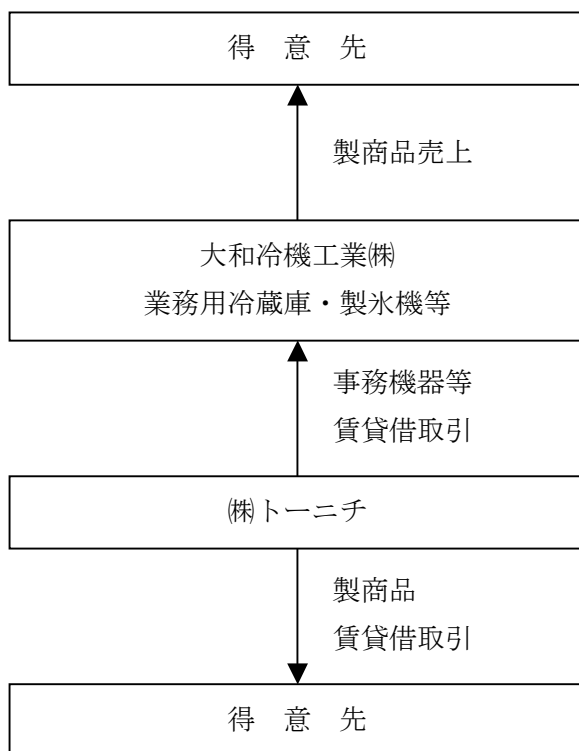 得　意　先
製商品売上
大和冷機工業㈱
業務用冷蔵庫・製氷機等
事務機器等
賃貸借取引
㈱トーニチ
製商品
賃貸借取引
得　意　先